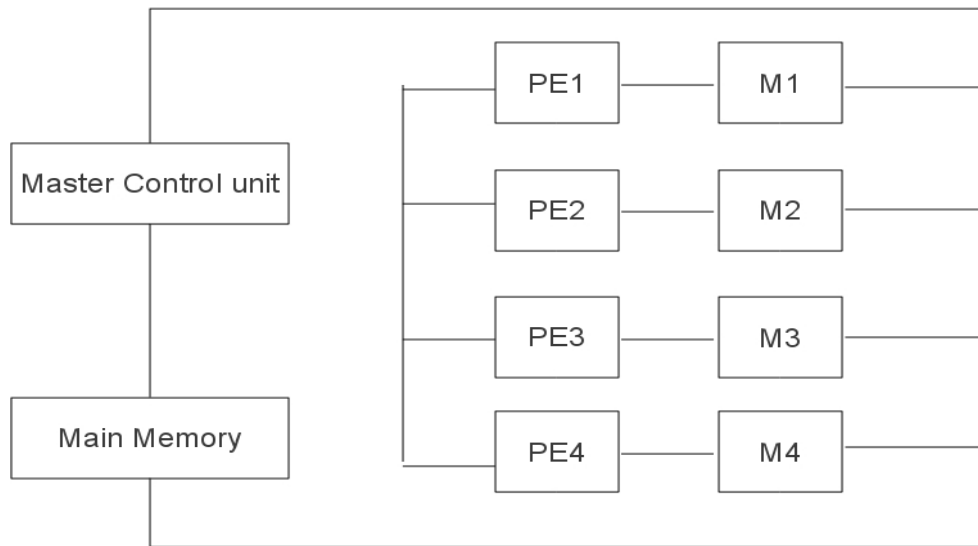 PE1
M1
Master Control unit
PE2
M2
PE3
M3
Main Memory
PE4
M4